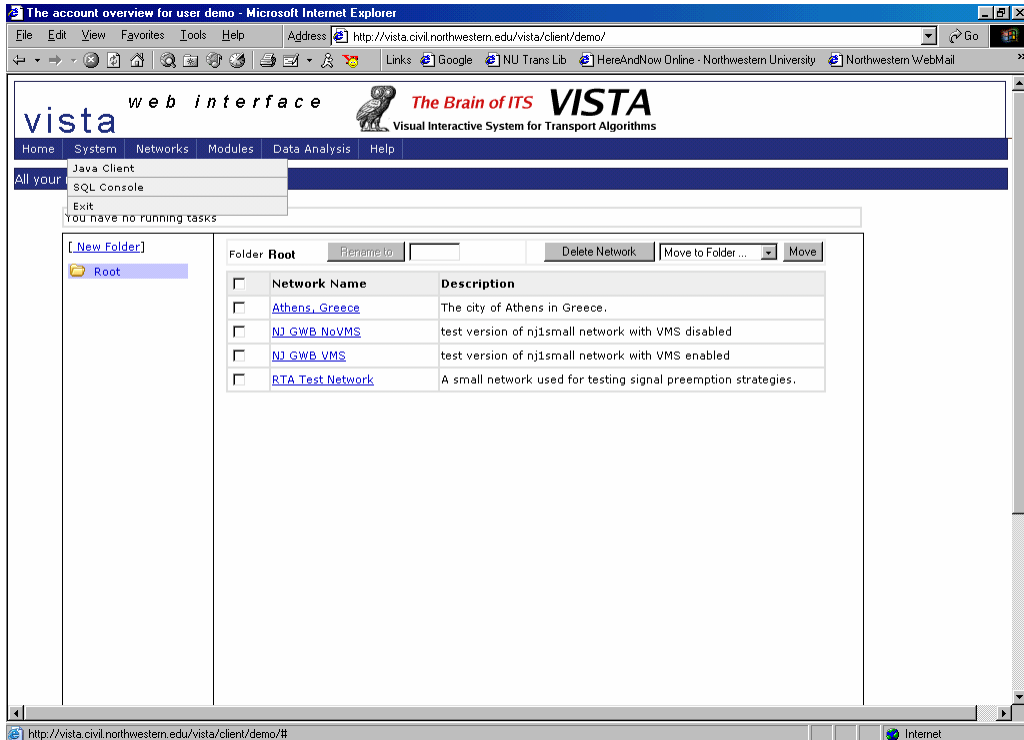 The account overview for user demo - Microsoft Internet Explorer
File Edit View Favorites Tools Help Address http://vista.civil.northwestern.edu/vista/client/demo/ Go
Links Google NU Trans Lib HereAndNow Online - Northwestern University Northwestern WebMail »
vista web interface The Brain of ITS VISTA
Visual Interactive System for Transport Algorithms
Home System Networks Modules Data Analysis Help
Java Client
All your
SQL Console
Exit
You have no running tasks
[ New Folder]
Root
Folder Root Rename to Delete Network Move to Folder ... Move
Network Name Description
Athens, Greece The city of Athens in Greece.
NJ GWB NoVMS test version of nj1small network with VMS disabled
NJ GWB VMS test version of nj1small network with VMS enabled
RTA Test Network A small network used for testing signal preemption strategies.
http://vista.civil.northwestern.edu/vista/client/demo/# Internet